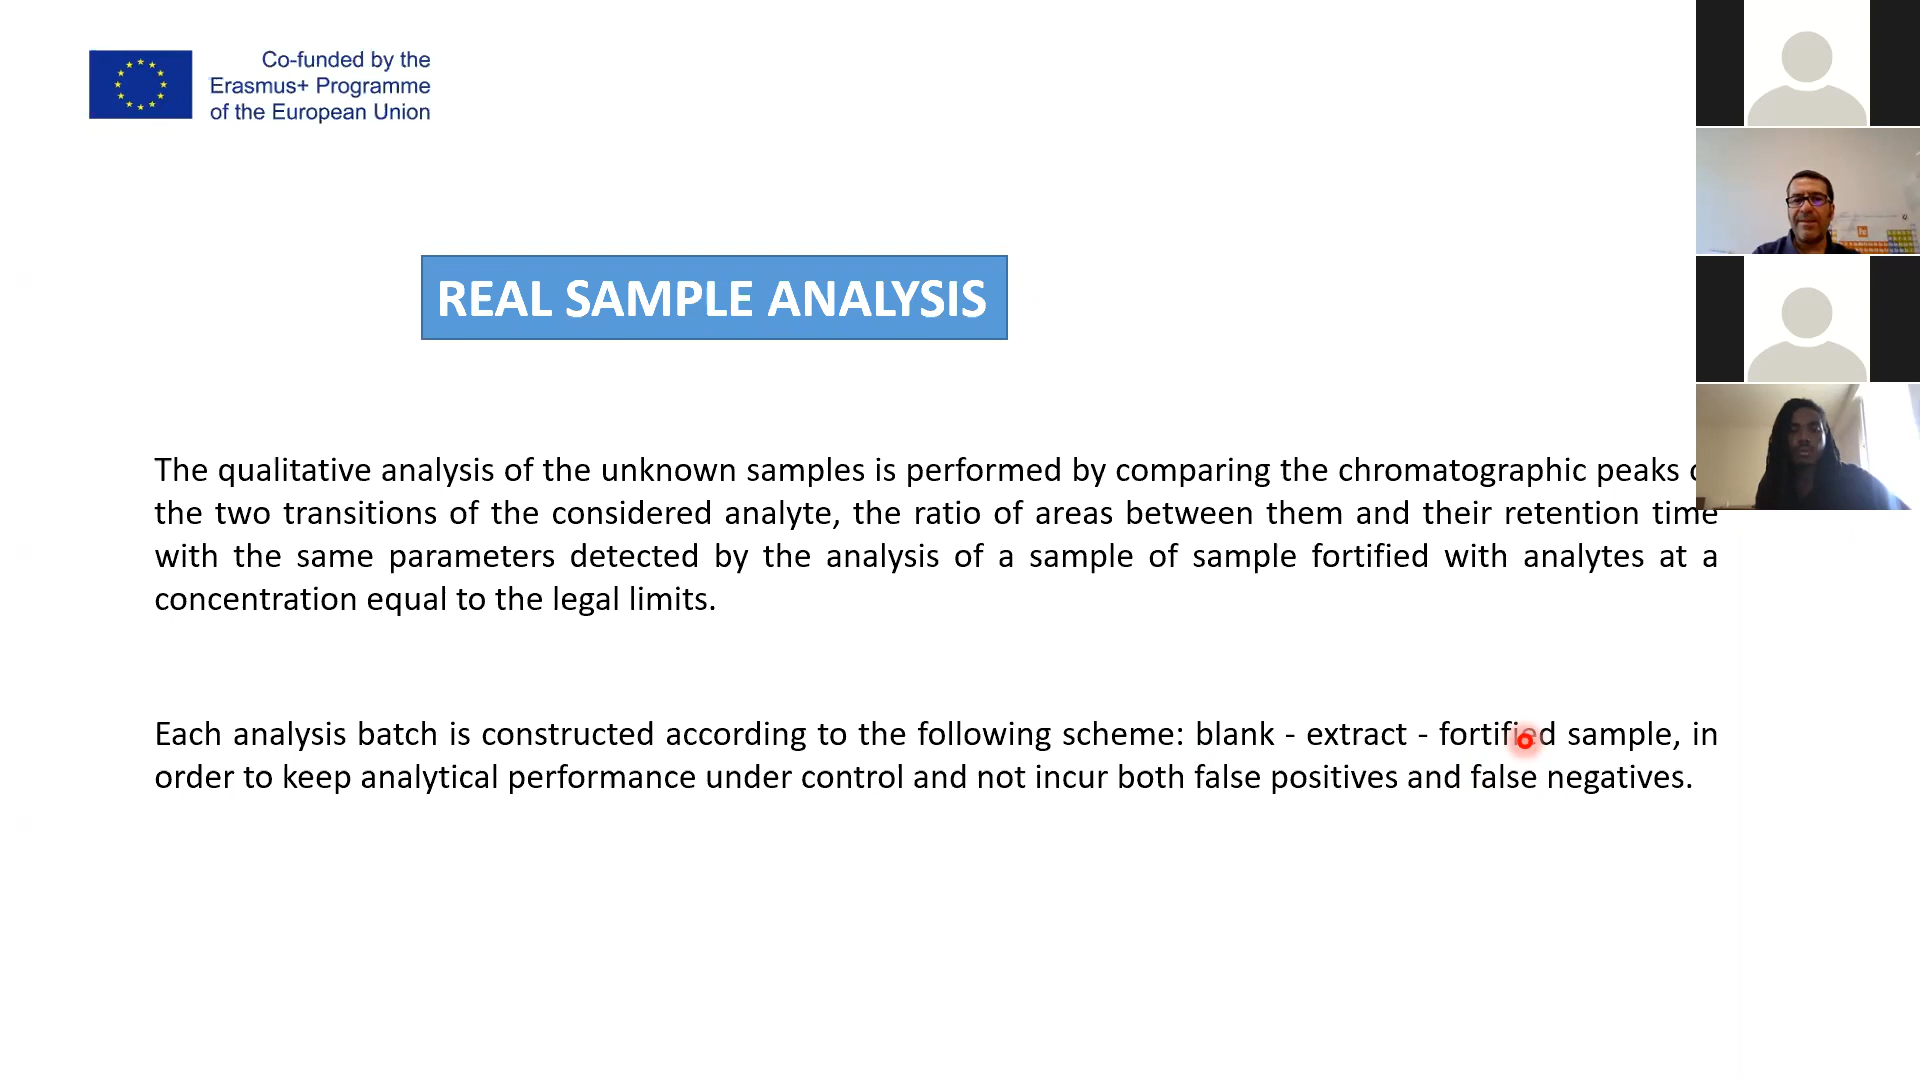 Co-funded by the
Erasmus+ Programme
of the European Union
REAL SAMPLE ANALYSIS
The qualitative analysis of the unknown samples is performed by comparing the chromatographic peaks
the two transitions of the considered analyte, the ratio of areas between them and their retention time
with the same parameters detected by the analysis of a sample of sample fortified with analytes at a
concentration equal to the legal limits.
Each analysis batch is constructed according to the following scheme: blank - extract - fortified sample, in
order to keep analytical performance under control and not incur both false positives and false negatives.